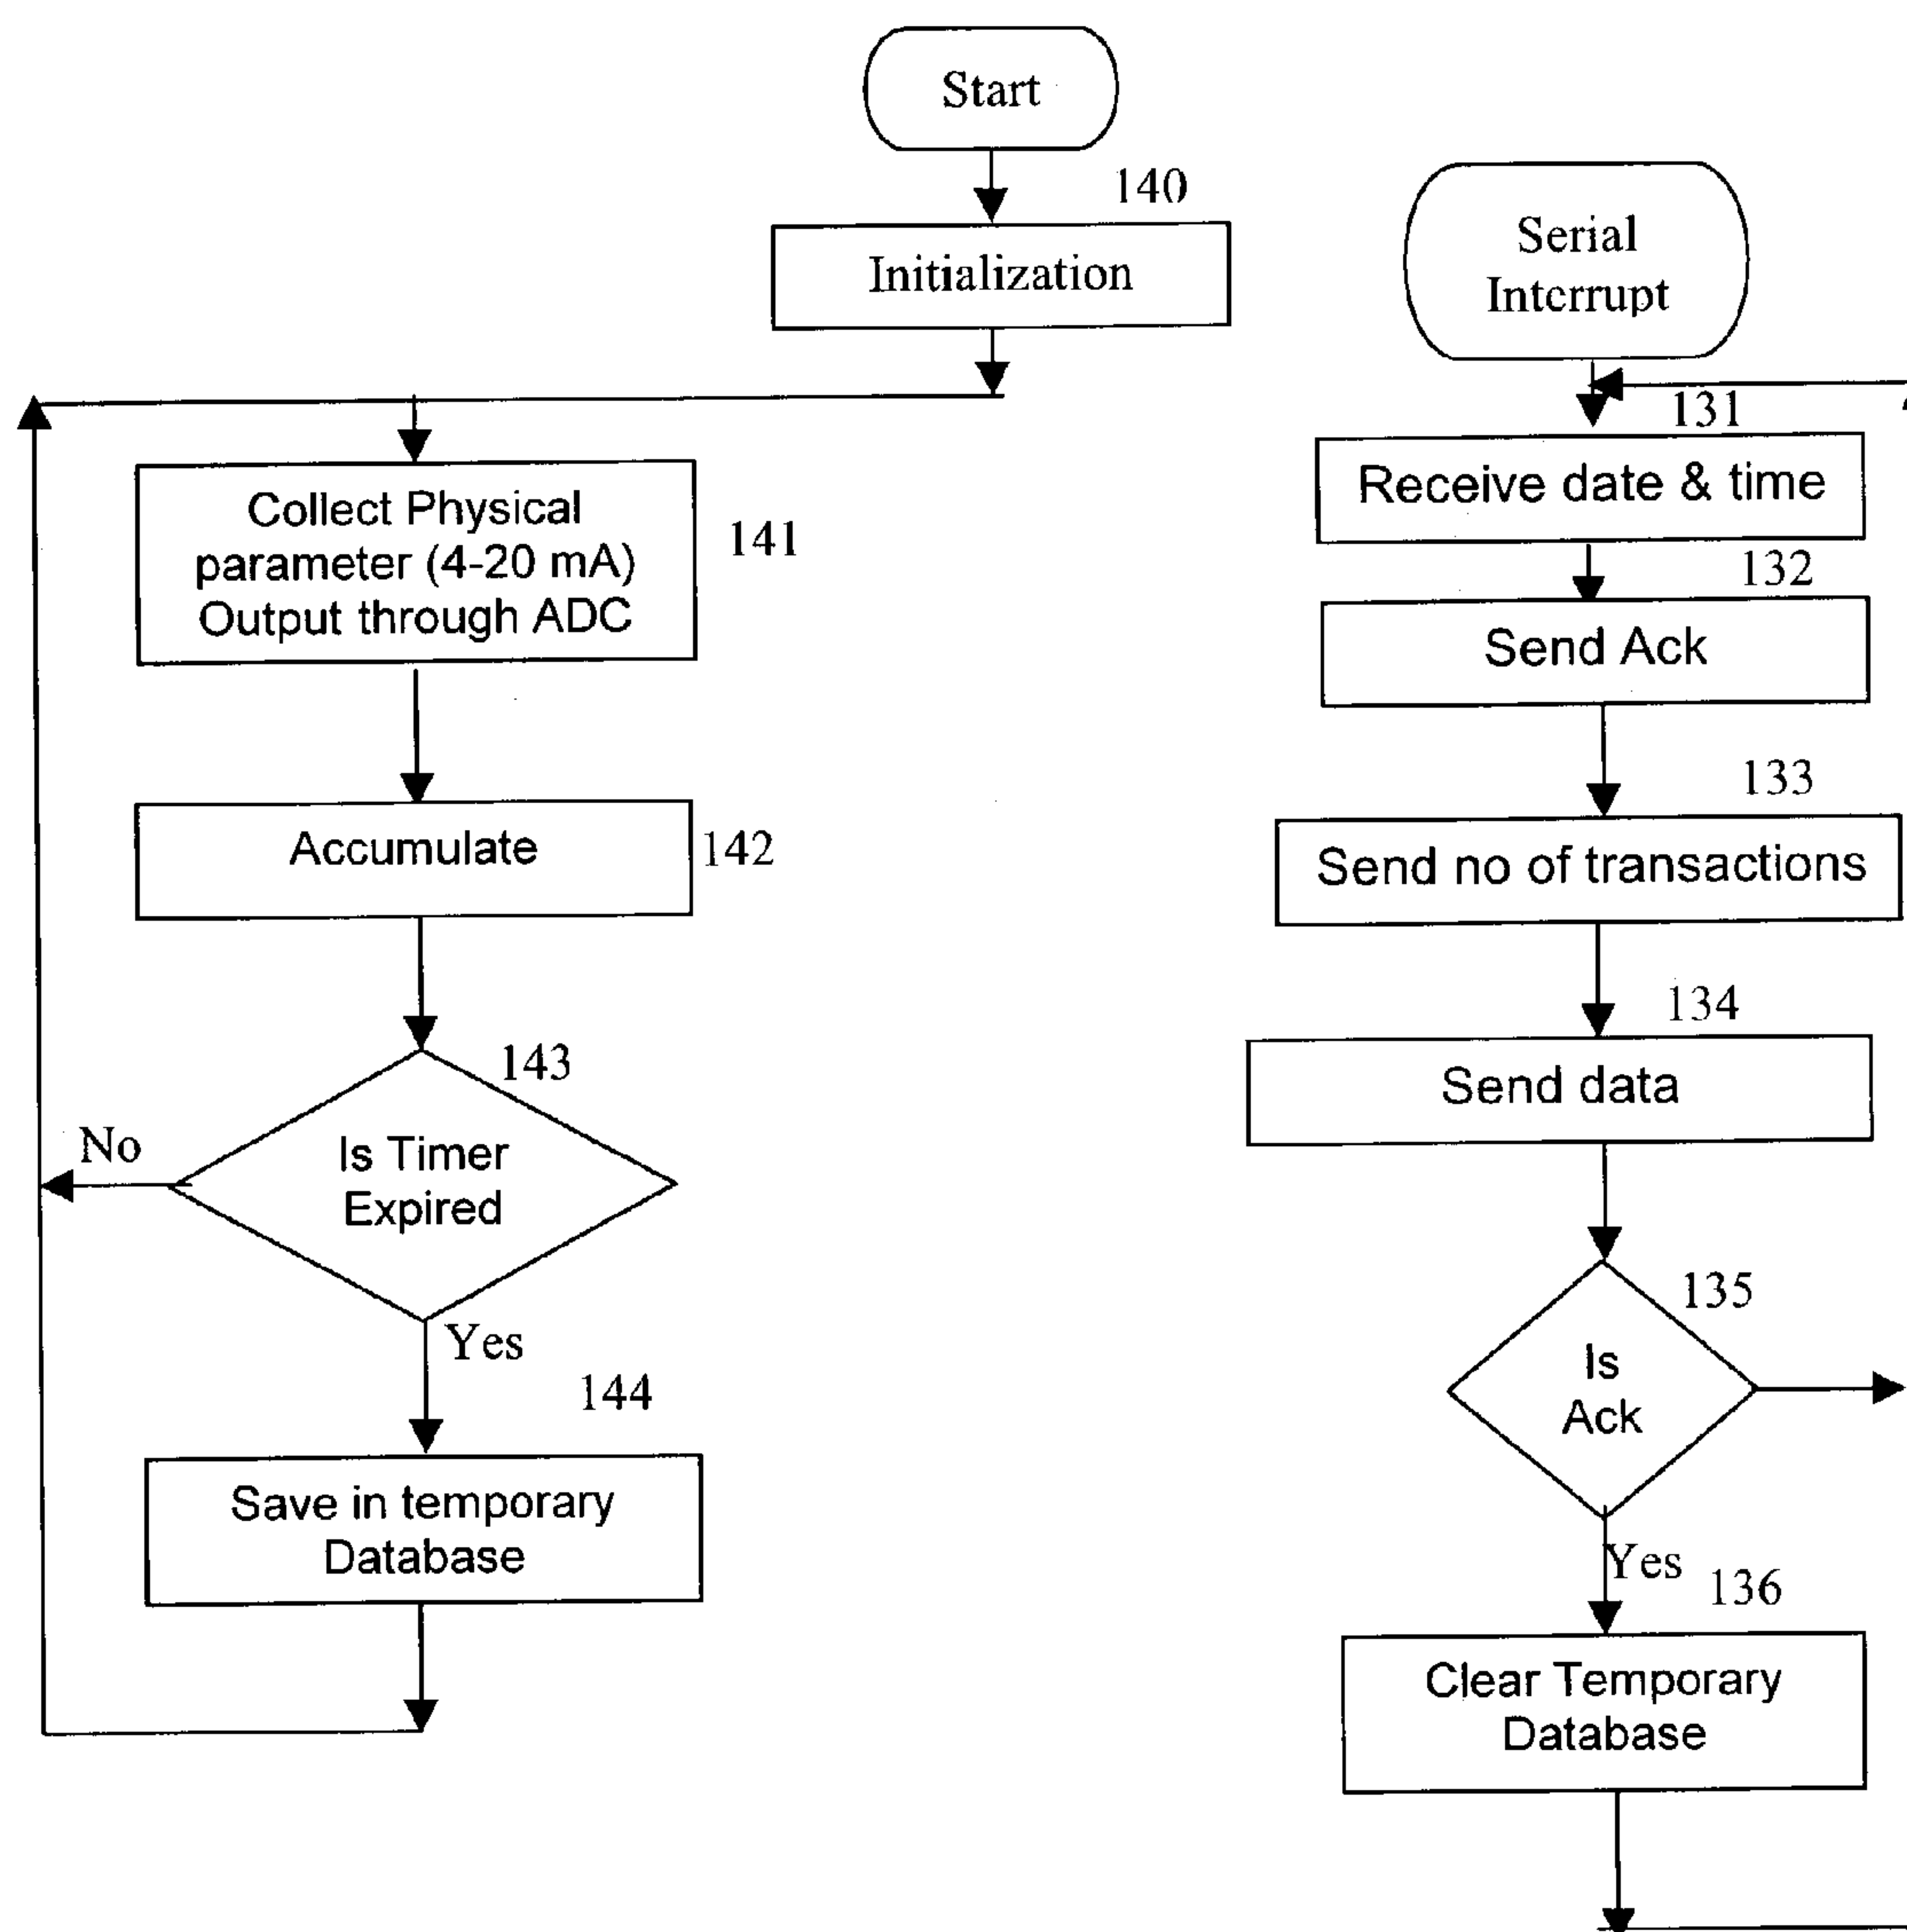 Start
140
Initialization
Collect Physical
parameter (4-20 mA)
Output through ADC
141
Accumulate
142
143
Is Timer
Expired
No
Yes
144
Save in temporary
Database
Serial
Interrupt
131
Receive date & time
132
Send Ack
133
Send no of transactions
134
Send data
135
Is
Ack
Yes
136
Clear Temporary
Database